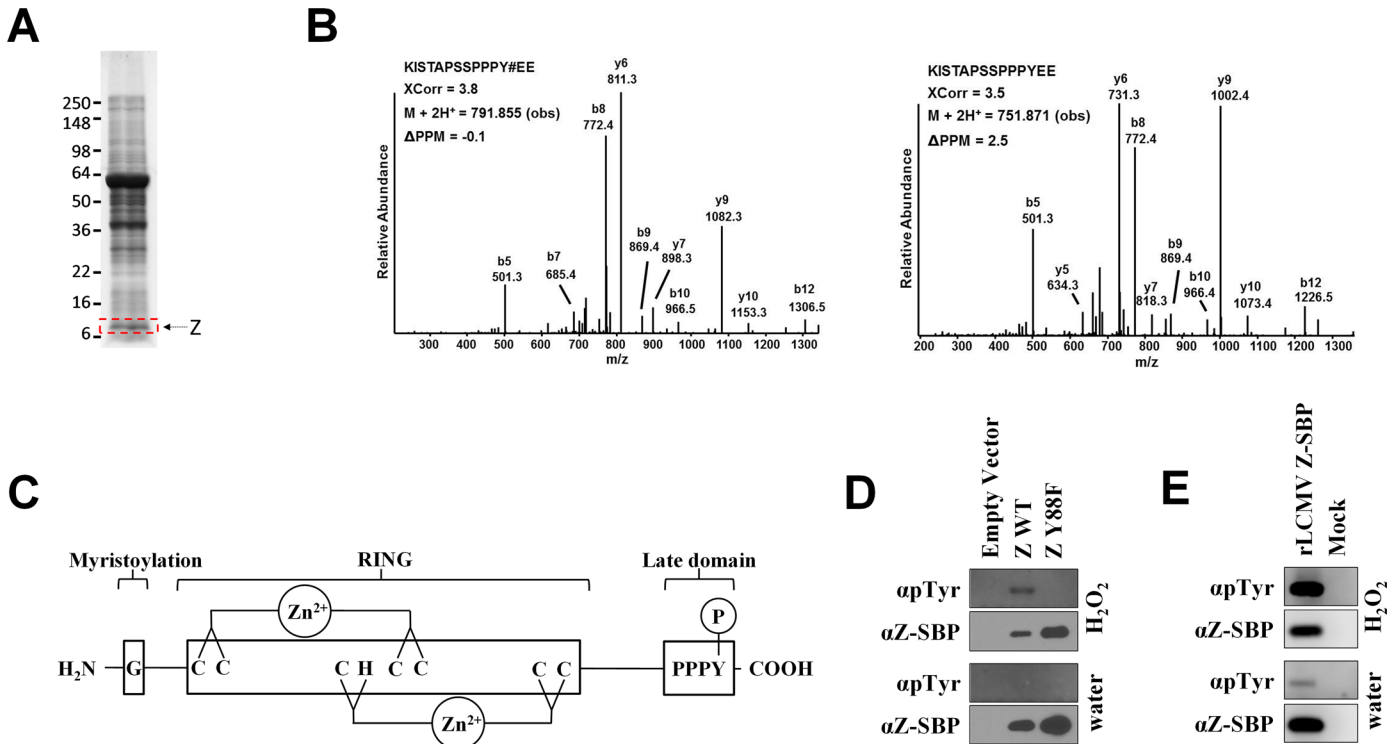 A
250
148
98
64
50
36
22
16
6
Z
B
KISTAPSSPPPY#EE
XCorr = 3.8
M + 2H⁺ = 791.855 (obs)
ΔPPM = -0.1
Relative Abundance
b5
501.3
b7
685.4
b8
772.4
y6
811.3
b9
869.4
y7
898.3
b10
966.5
y9
1082.3
y10
1153.3
b12
1306.5
300 400 500 600 700 800 900 1000 1100 1200 1300
m/z
KISTAPSSPPPYEE
XCorr = 3.5
M + 2H⁺ = 751.871 (obs)
ΔPPM = 2.5
Relative Abundance
b5
501.3
y5
634.3
y6
731.3
b8
772.4
y7
818.3
b9
869.4
b10
966.4
y9
1002.4
y10
1073.4
b12
1226.5
200 300 400 500 600 700 800 900 1000 1100 1200 1300
m/z
C
Myristoylation
RING
Late domain
Zn²⁺
P
H₂N
G
C C
C H
C C
C C
PPPY
COOH
Zn²⁺
D
Empty Vector
Z WT
Z Y88F
αpTyr
αZ-SBP
H₂O₂
αpTyr
αZ-SBP
water
E
rLCMV Z-SBP
Mock
αpTyr
αZ-SBP
H₂O₂
αpTyr
αZ-SBP
water